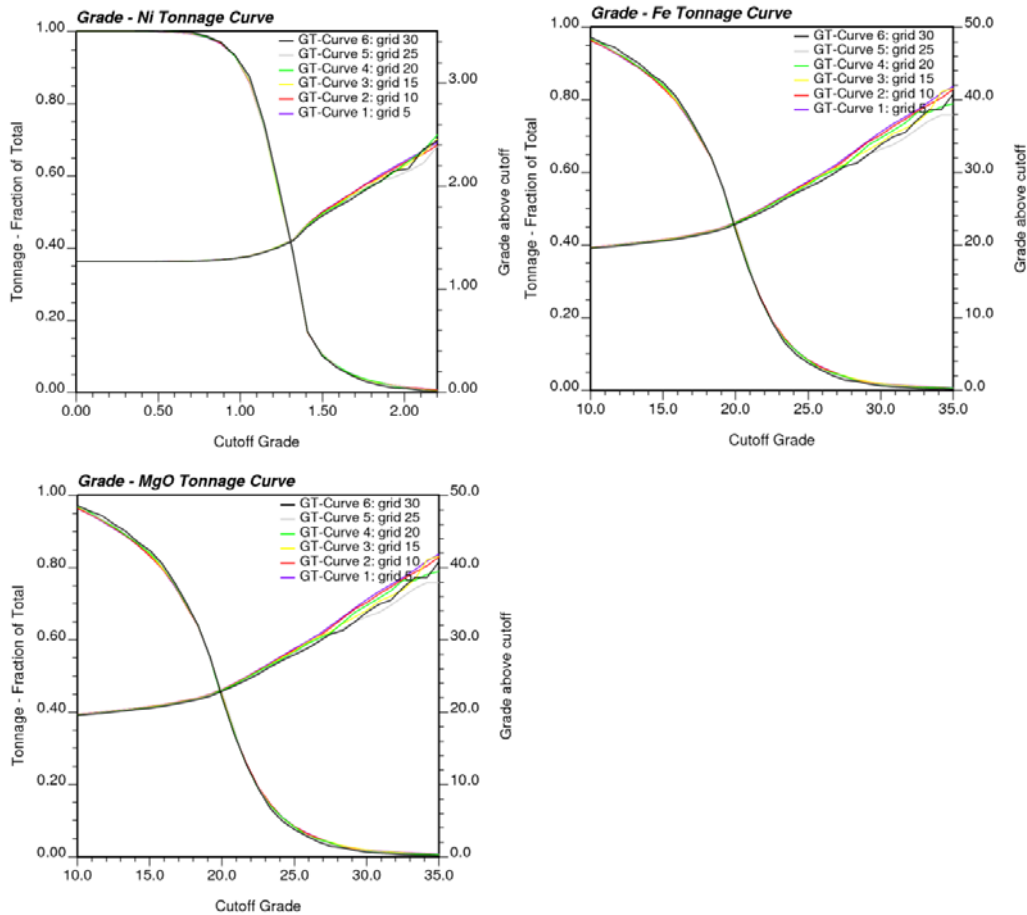 Grade - Ni Tonnage Curve
1.00
0.80
0.60
0.40
0.20
0.00
Tonnage - Fraction of Total
GT-Curve 6: grid 30
GT-Curve 5: grid 25
GT-Curve 4: grid 20
GT-Curve 3: grid 15
GT-Curve 2: grid 10
GT-Curve 1: grid 5
3.00
2.00
1.00
0.00
Grade above cutoff
0.00 0.50 1.00 1.50 2.00
Cutoff Grade
Grade - Fe Tonnage Curve
1.00
0.80
0.60
0.40
0.20
0.00
Tonnage - Fraction of Total
GT-Curve 6: grid 30
GT-Curve 5: grid 25
GT-Curve 4: grid 20
GT-Curve 3: grid 15
GT-Curve 2: grid 10
GT-Curve 1: grid 5
50.0
40.0
30.0
20.0
10.0
0.0
Grade above cutoff
10.0 15.0 20.0 25.0 30.0 35.0
Cutoff Grade
Grade - MgO Tonnage Curve
1.00
0.80
0.60
0.40
0.20
0.00
Tonnage - Fraction of Total
GT-Curve 6: grid 30
GT-Curve 5: grid 25
GT-Curve 4: grid 20
GT-Curve 3: grid 15
GT-Curve 2: grid 10
GT-Curve 1: grid 5
50.0
40.0
30.0
20.0
10.0
0.0
Grade above cutoff
10.0 15.0 20.0 25.0 30.0 35.0
Cutoff Grade